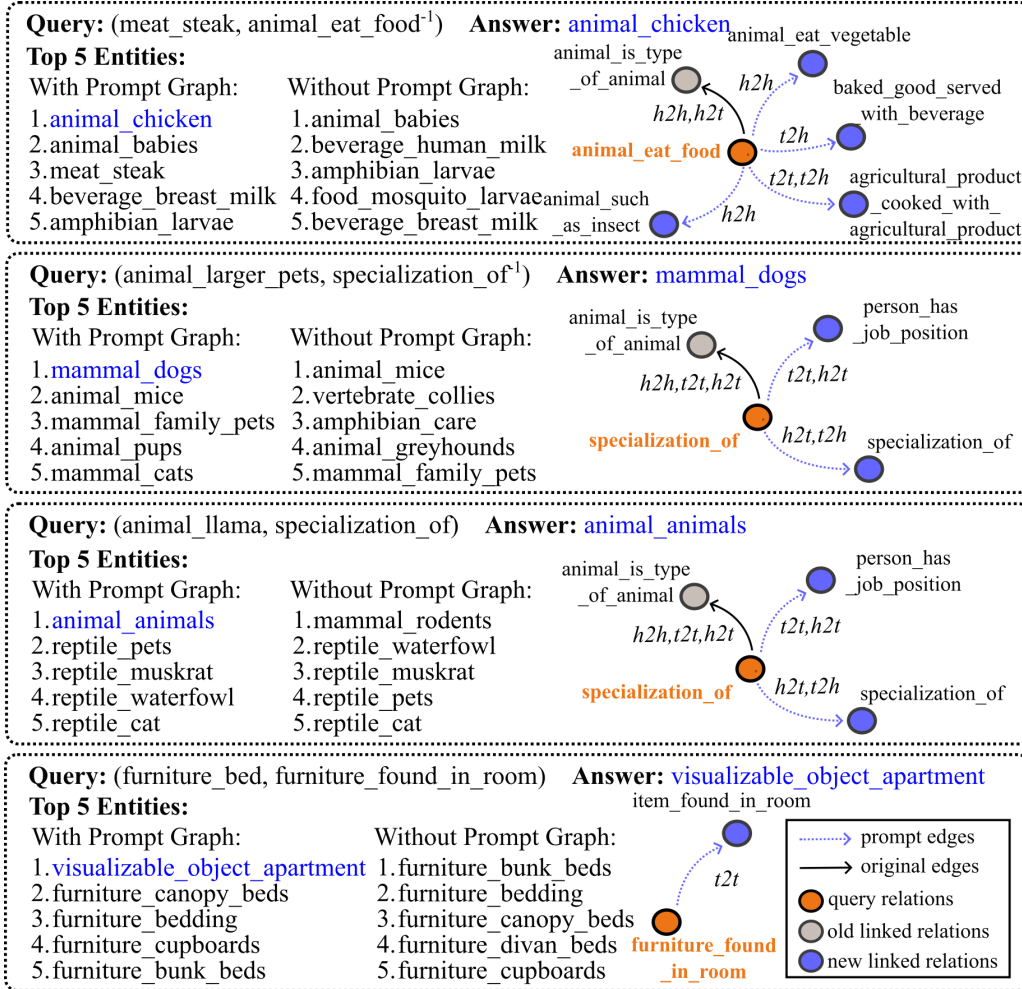 Query: (meat_steak, animal_eat_food⁻¹) Answer: animal_chicken
Top 5 Entities:
With Prompt Graph:
1.animal_chicken
2.animal_babies
3.meat_steak
4.beverage_breast_milk
5.amphibian_larvae
Without Prompt Graph:
1.animal_babies
2.beverage_human_milk
3.amphibian_larvae
4.food_mosquito_larvae
5.beverage_breast_milk
animal_is_type
_of_animal
h2h,h2t
animal_eat_vegetable
h2h
baked_good_served
_with_beverage
t2h
animal_eat_food
t2t,t2h
agricultural_product
_cooked_with_
agricultural_product
animal_such
_as_insect
h2h
Query: (animal_larger_pets, specialization_of⁻¹) Answer: mammal_dogs
Top 5 Entities:
With Prompt Graph:
1.mammal_dogs
2.animal_mice
3.mammal_family_pets
4.animal_pups
5.mammal_cats
Without Prompt Graph:
1.animal_mice
2.vertebrate_collies
3.amphibian_care
4.animal_greyhounds
5.mammal_family_pets
animal_is_type
_of_animal
h2h,t2t,h2t
person_has
_job_position
t2t,h2t
specialization_of
h2t,t2h
specialization_of
Query: (animal_llama, specialization_of) Answer: animal_animals
Top 5 Entities:
With Prompt Graph:
1.animal_animals
2.reptile_pets
3.reptile_muskrat
4.reptile_waterfowl
5.reptile_cat
Without Prompt Graph:
1.mammal_rodents
2.reptile_waterfowl
3.reptile_muskrat
4.reptile_pets
5.reptile_cat
animal_is_type
_of_animal
h2h,t2t,h2t
person_has
_job_position
t2t,h2t
specialization_of
h2t,t2h
specialization_of
Query: (furniture_bed, furniture_found_in_room) Answer: visualizable_object_apartment
Top 5 Entities:
With Prompt Graph:
1.visualizable_object_apartment
2.furniture_canopy_beds
3.furniture_bedding
4.furniture_cupboards
5.furniture_bunk_beds
Without Prompt Graph:
1.furniture_bunk_beds
2.furniture_bedding
3.furniture_canopy_beds
4.furniture_divan_beds
5.furniture_cupboards
item_found_in_room
t2t
furniture_found
_in_room
prompt edges
original edges
query relations
old linked relations
new linked relations